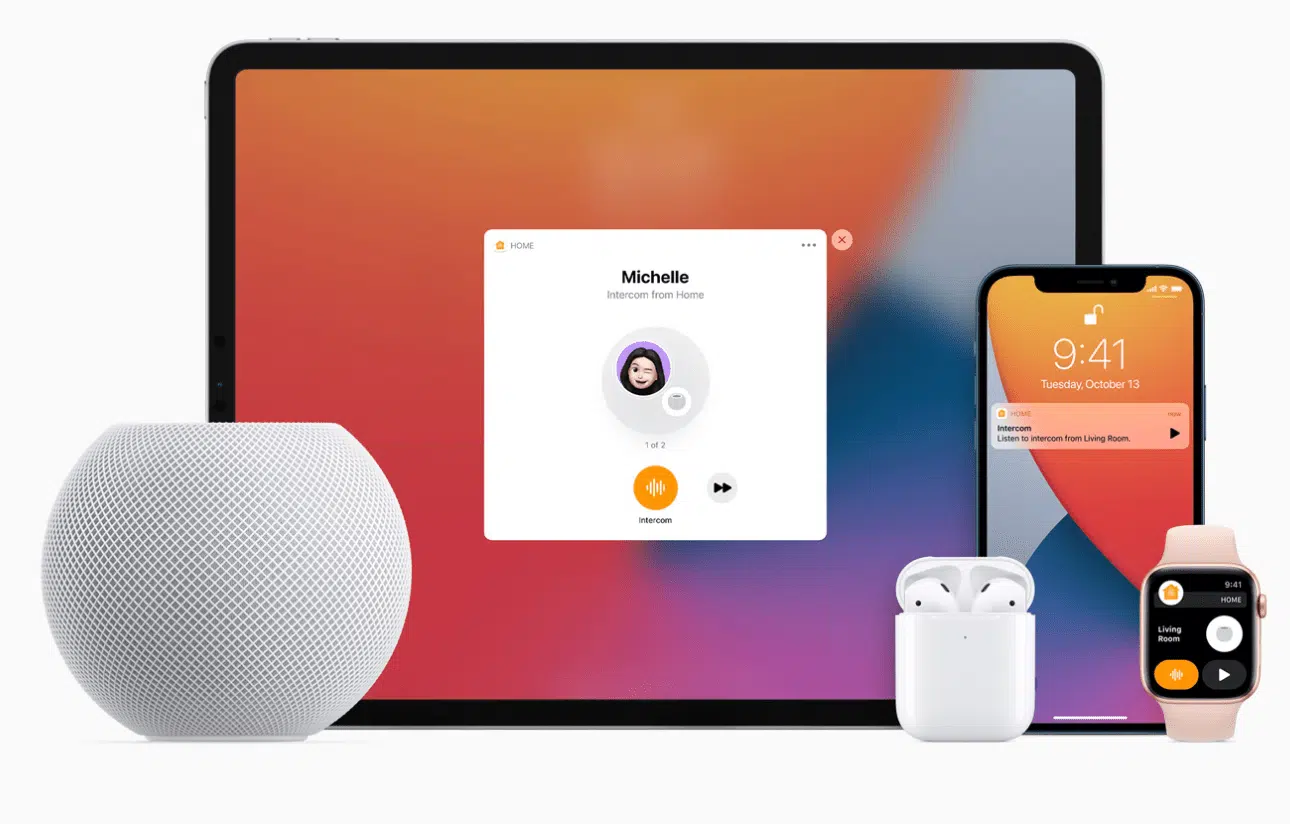 HOME
Michelle
Intercom from Home
1 of 2
Intercom
9:41
Tuesday, October 13
HOME
now
Intercom
Listen to intercom from Living Room.
9:41
HOME
Living
Room